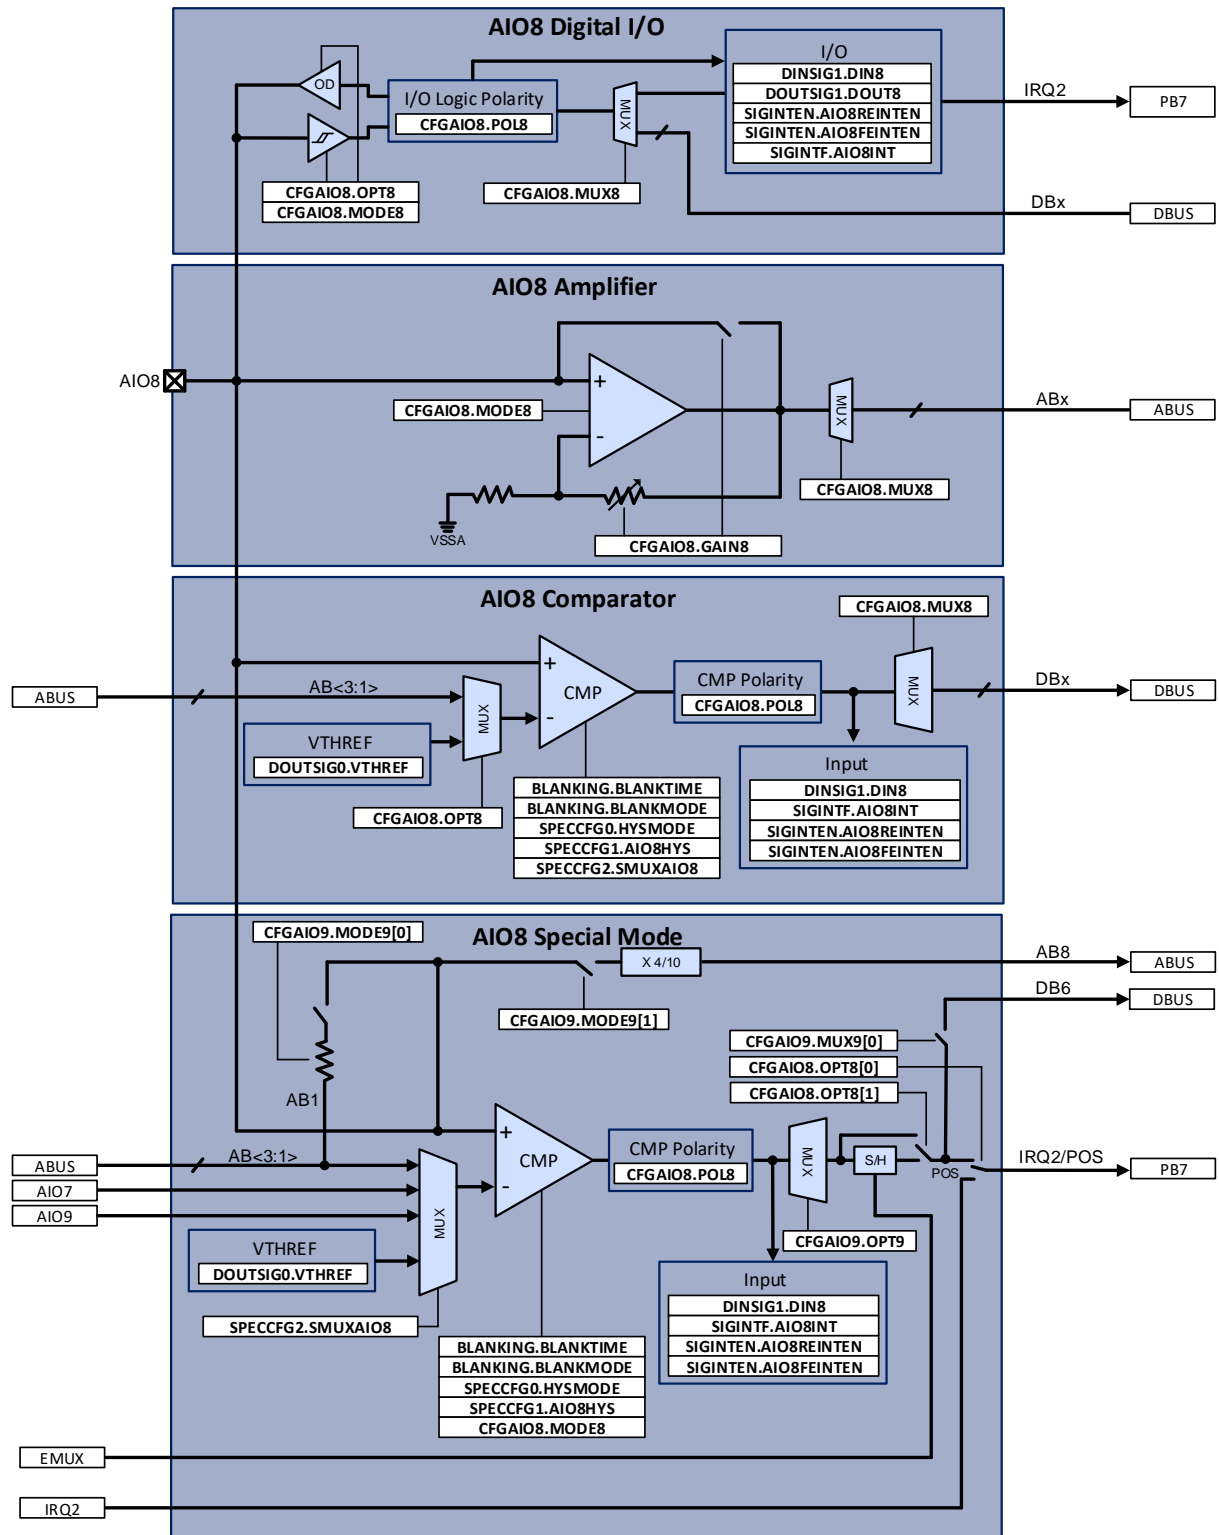 AIO8 Digital I/O
OD
I/O Logic Polarity
CFGAIO8.POL8
MUX
I/O
DINSIG1.DIN8
DOUTSIG1.DOUT8
SIGINTEN.AIO8REINTEN
SIGINTEN.AIO8FEINTEN
SIGINTF.AIO8INT
IRQ2
PB7
CFGAIO8.OPT8
CFGAIO8.MODE8
CFGAIO8.MUX8
DBx
DBUS
AIO8 Amplifier
AIO8
+
-
CFGAIO8.MODE8
MUX
ABx
ABUS
CFGAIO8.MUX8
VSSA
CFGAIO8.GAIN8
AIO8 Comparator
CFGAIO8.MUX8
ABUS
AB<3:1>
MUX
+
-
CMP
CMP Polarity
CFGAIO8.POL8
MUX
DBx
DBUS
VTHREF
DOUTSIG0.VTHREF
CFGAIO8.OPT8
BLANKING.BLANKTIME
BLANKING.BLANKMODE
SPECCFG0.HYSMODE
SPECCFG1.AIO8HYS
SPECCFG2.SMUXAIO8
Input
DINSIG1.DIN8
SIGINTF.AIO8INT
SIGINTEN.AIO8REINTEN
SIGINTEN.AIO8FEINTEN
AIO8 Special Mode
CFGAIO9.MODE9[0]
X 4/10
AB8
ABUS
DB6
DBUS
CFGAIO9.MODE9[1]
CFGAIO9.MUX9[0]
CFGAIO8.OPT8[0]
CFGAIO8.OPT8[1]
AB1
ABUS
AB<3:1>
AIO7
AIO9
MUX
+
-
CMP
CMP Polarity
CFGAIO8.POL8
MUX
S/H
POS
IRQ2/POS
PB7
VTHREF
DOUTSIG0.VTHREF
CFGAIO9.OPT9
SPECCFG2.SMUXAIO8
Input
DINSIG1.DIN8
SIGINTF.AIO8INT
SIGINTEN.AIO8REINTEN
SIGINTEN.AIO8FEINTEN
BLANKING.BLANKTIME
BLANKING.BLANKMODE
SPECCFG0.HYSMODE
SPECCFG1.AIO8HYS
CFGAIO8.MODE8
EMUX
IRQ2